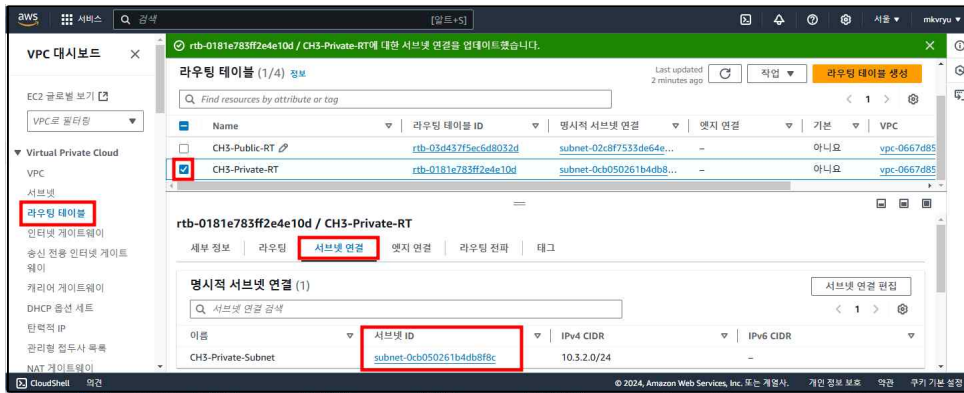 aws 서비스 검색 [알트+S] 서울 ▼ mkvryu ▼
VPC 대시보드
rtb-0181e783ff2e4e10d / CH3-Private-RT에 대한 서브넷 연결을 업데이트했습니다.
EC2 글로벌 보기
VPC로 필터링 ▼
▼ Virtual Private Cloud
VPC
서브넷
라우팅 테이블
인터넷 게이트웨이
송신 전용 인터넷 게이트
웨이
캐리어 게이트웨이
DHCP 옵션 세트
탄력적 IP
관리형 접두사 목록
NAT 게이트웨이
라우팅 테이블 (1/4) 정보
Last updated
2 minutes ago
작업 ▼
라우팅 테이블 생성
Find resources by attribute or tag
1
Name 라우팅 테이블 ID 명시적 서브넷 연결 엣지 연결 기본 VPC
CH3-Public-RT rtb-03d437f5ec6d8032d subnet-02c8f7533de64e... – 아니요 vpc-0667d85
CH3-Private-RT rtb-0181e783ff2e4e10d subnet-0cb050261b4db8... – 아니요 vpc-0667d85
rtb-0181e783ff2e4e10d / CH3-Private-RT
세부 정보 라우팅 서브넷 연결 엣지 연결 라우팅 전파 태그
명시적 서브넷 연결 (1)
서브넷 연결 편집
서브넷 연결 검색
1
이름 서브넷 ID IPv4 CIDR IPv6 CIDR
CH3-Private-Subnet subnet-0cb050261b4db8f8c 10.3.2.0/24 –
CloudShell 의견 © 2024, Amazon Web Services, Inc. 또는 계열사. 개인 정보 보호 약관 쿠키 기본 설정